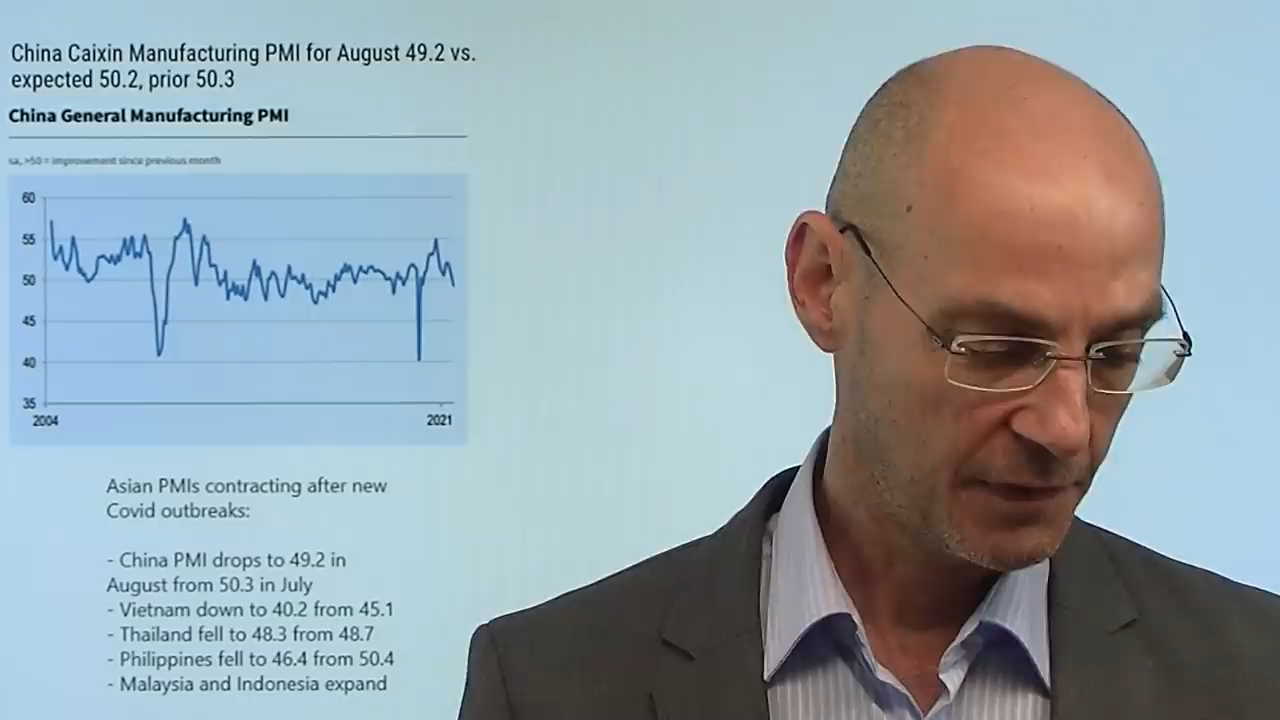 China Caixin Manufacturing PMI for August 49.2 vs.
expected 50.2, prior 50.3
China General Manufacturing PMI
sa, >50 = improvement since previous month
60
55
50
45
40
35
2004
2021
Asian PMIs contracting after new
Covid outbreaks:
- China PMI drops to 49.2 in
August from 50.3 in July
- Vietnam down to 40.2 from 45.1
- Thailand fell to 48.3 from 48.7
- Philippines fell to 46.4 from 50.4
- Malaysia and Indonesia expand